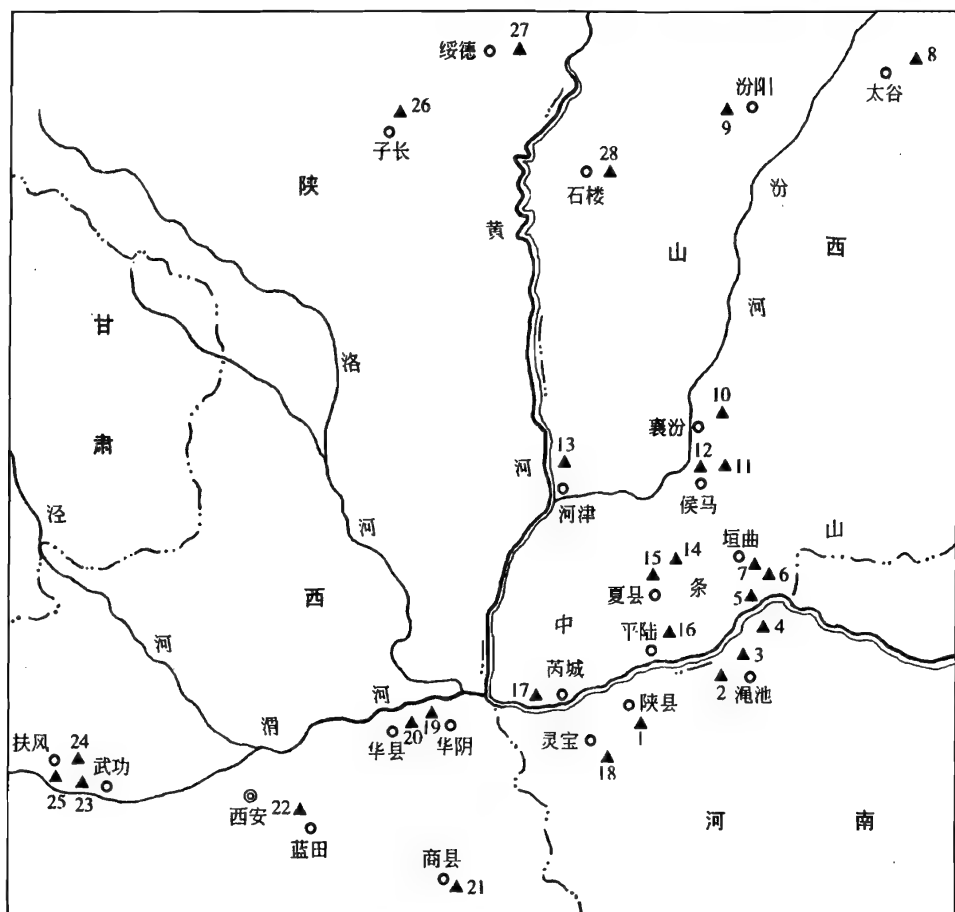 27
绥德
8
太谷
汾阳
9
26
子长
28
石楼
陕
黄
汾
山
西
河
甘
洛
肃
10
襄汾
13
12
11
河
河津
侯马
泾
河
山
垣曲
14
15
7
6
条
夏县
5
西
中
平陆
16
4
河
3
芮城
17
2
渑池
河
渭
陕县
19
20
1
华县
华阴
灵宝
扶风
24
18
武功
25
23
西安
22
蓝田
河
南
商县
21